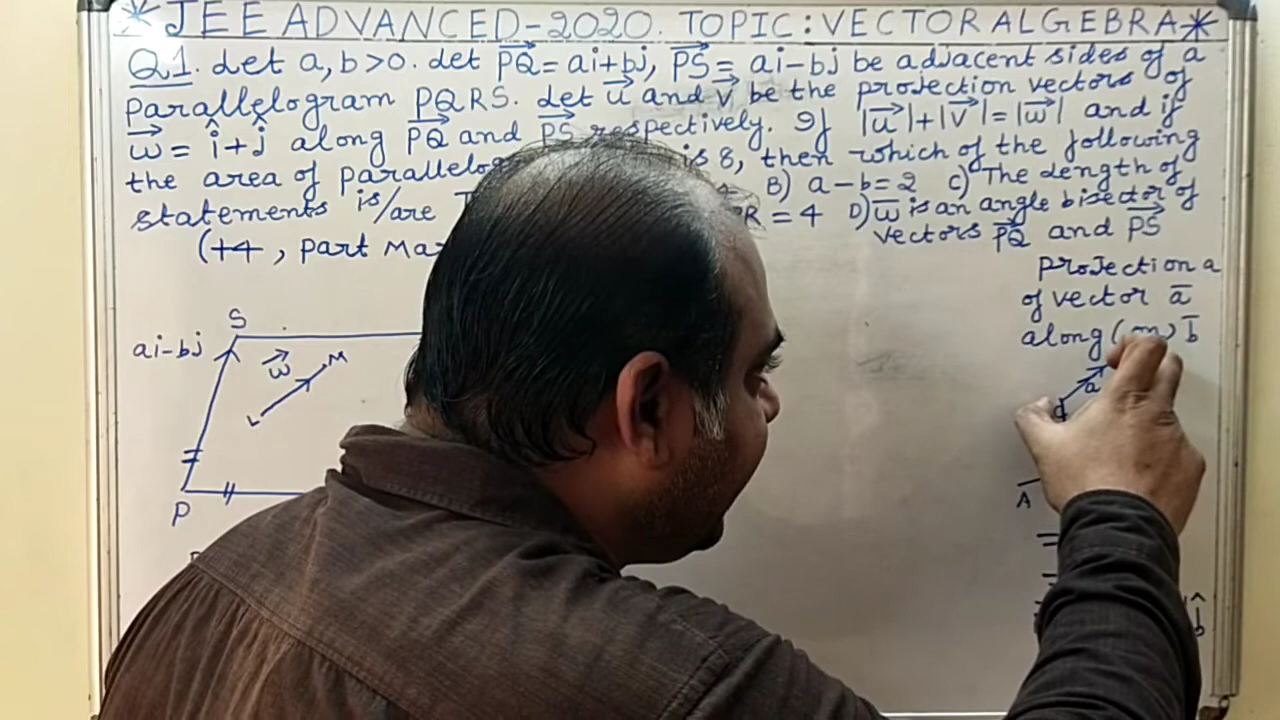 *JEE ADVANCED-2020. TOPIC: VECTOR ALGEBRA*
Q1. Let a, b >0. Let PQ⃗ = ai+bj, PS⃗ = ai-bj be adjacent sides of a
Parallelogram PQRS. Let u⃗ and v⃗ be the projection vectors of
w⃗ = î+ĵ along PQ⃗ and PS⃗ respectively. If |u⃗|+|v⃗|=|w⃗| and if
the area of parallelog is 8, then which of the following
statements is/are B) a-b=2 C) The Length of
R = 4 D) w̅ is an angle bisector of
(+4, part Ma vectors PQ⃗ and PS⃗
Projection a
of vector a̅
along (on) b̅
S
ai-bj
w⃗ M
L
P
a
A
b̂